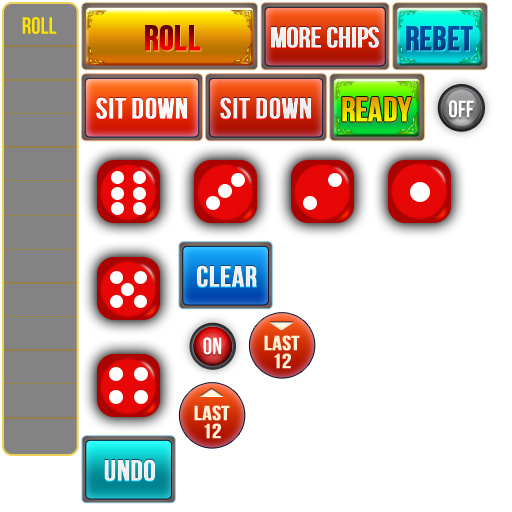 ROLL
ROLL
MORE CHIPS
REBET
SIT DOWN
SIT DOWN
READY
OFF
CLEAR
ON
LAST
12
LAST
12
UNDO